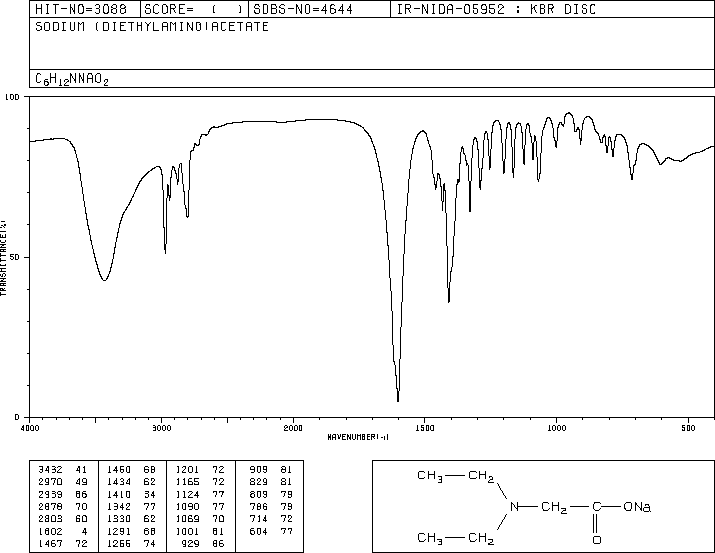 HIT-NO=3088 SCORE= ( ) SDBS-NO=4644 IR-NIDA-05952 : KBR DISC
SODIUM (DIETHYLAMINO)ACETATE
C6H12NNAO2
100
50
0
TRANSMITTANCE(%)
4000 3000 2000 1500 1000 500
WAVENUMBER(-1)
3432 41 1460 68 1201 72 909 81
2970 49 1434 62 1165 72 829 81
2939 66 1410 34 1124 77 809 79
2878 70 1342 77 1090 77 786 79
2803 60 1330 62 1069 70 714 72
1602 4 1291 68 1001 81 604 77
1467 72 1256 74 929 86
CH3 CH2
N CH2 C ONa
CH3 CH2 O